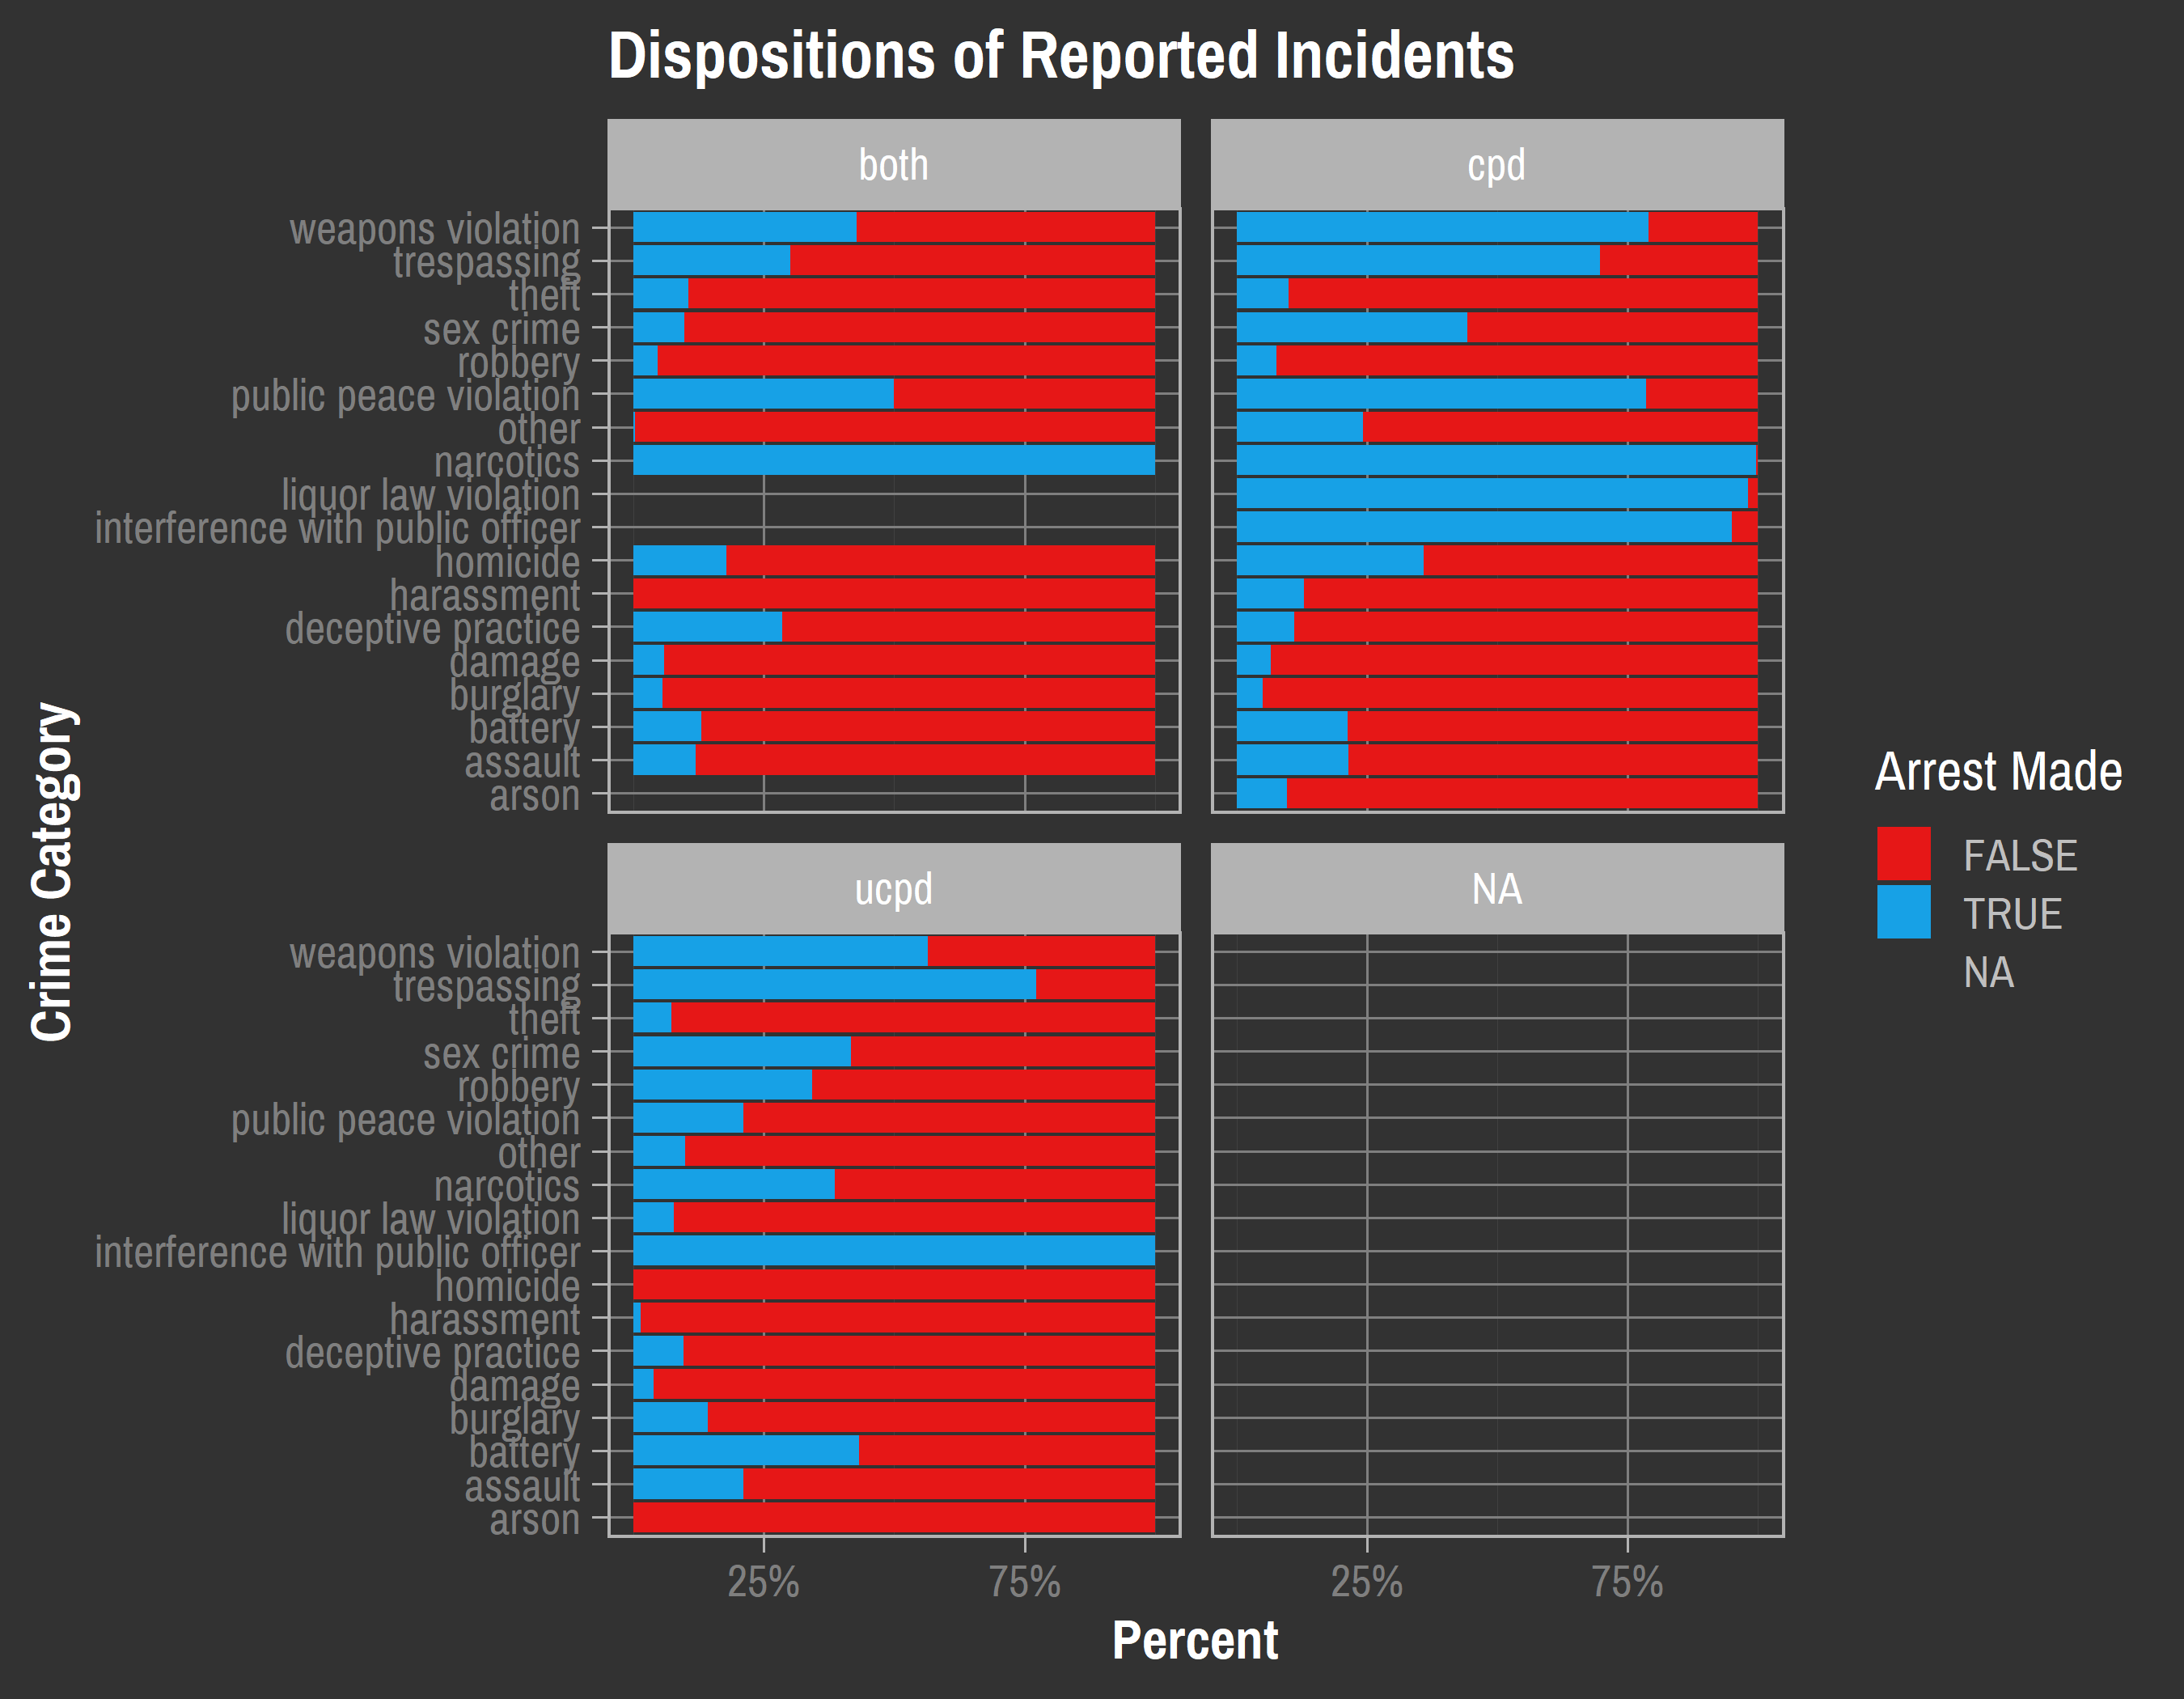 Dispositions of Reported Incidents
both
cpd
weapons violation
trespassing
theft
sex crime
robbery
public peace violation
other
narcotics
liquor law violation
interference with public officer
homicide
harassment
deceptive practice
damage
burglary
battery
assault
arson
ucpd
NA
weapons violation
trespassing
theft
sex crime
robbery
public peace violation
other
narcotics
liquor law violation
interference with public officer
homicide
harassment
deceptive practice
damage
burglary
battery
assault
arson
25%
75%
25%
75%
Percent
Crime Category
Arrest Made
FALSE
TRUE
NA